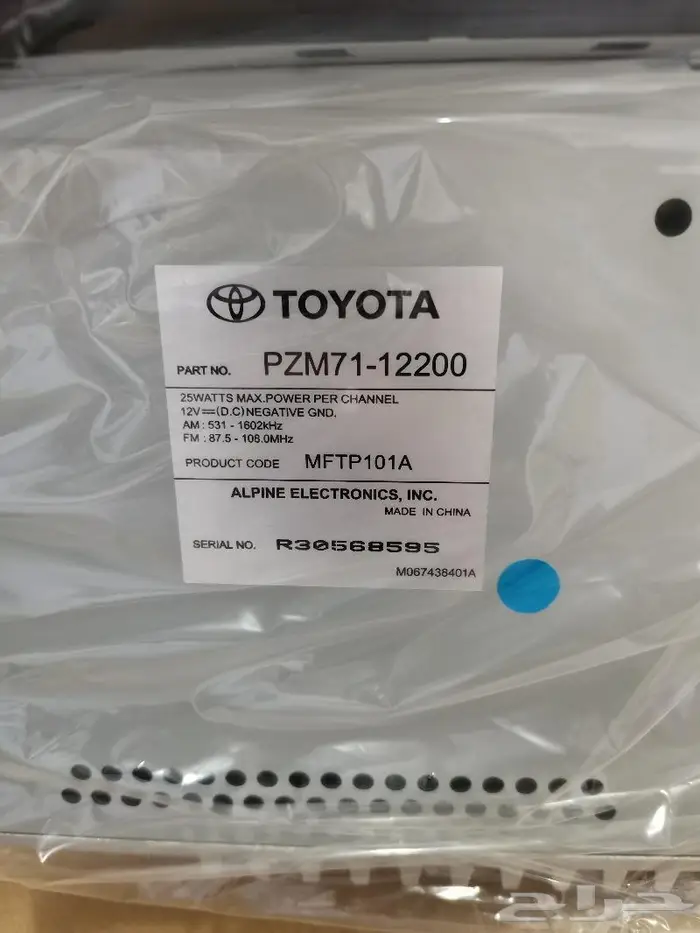 TOYOTA
PART NO. PZM71-12200
25WATTS MAX.POWER PER CHANNEL
12V⎓(D.C)NEGATIVE GND.
AM : 531 - 1602kHz
FM : 87.5 - 108.0MHz
PRODUCT CODE MFTP101A
ALPINE ELECTRONICS, INC.
MADE IN CHINA
SERIAL NO. R30568595
M067438401A
حراج